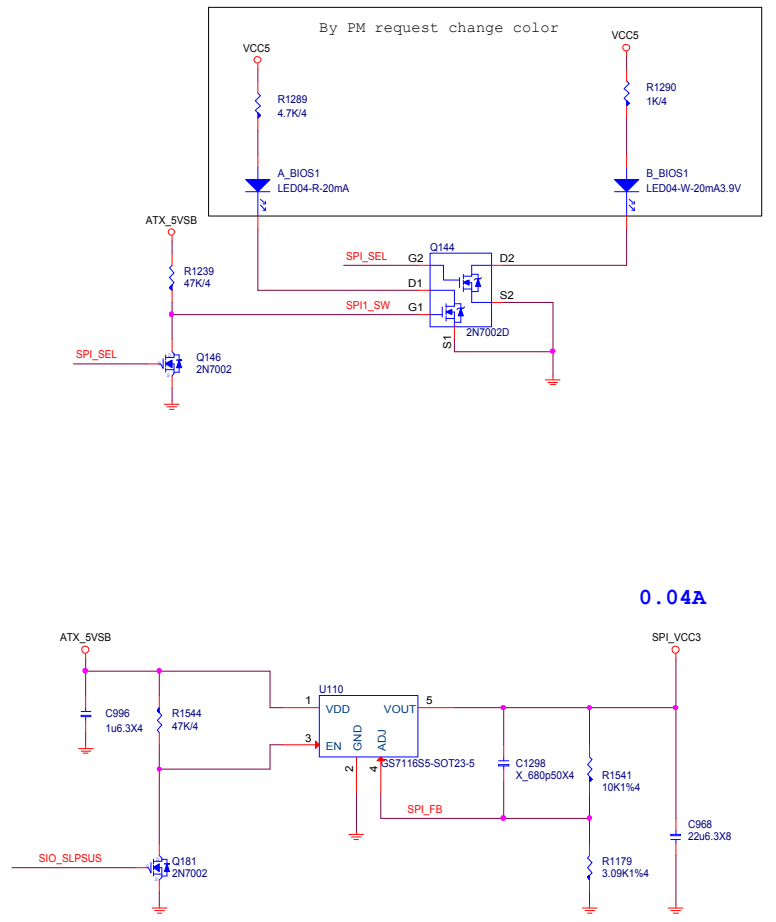 By PM request change color
VCC5
VCC5
R1289
4.7K/4
R1290
1K/4
A_BIOS1
LED04-R-20mA
B_BIOS1
LED04-W-20mA3.9V
ATX_5VSB
R1239
47K/4
Q144
SPI_SEL
G2
D2
D1
S2
SPI1_SW
G1
2N7002D
S1
SPI_SEL
Q146
2N7002
0.04A
ATX_5VSB
SPI_VCC3
U110
1
VDD
VOUT
5
C996
1u6.3X4
R1544
47K/4
3
EN
GND
ADJ
2
4
GS7116S5-SOT23-5
C1298
X_680p50X4
R1541
10K1%4
SPI_FB
C968
22u6.3X8
SIO_SLPSUS
Q181
2N7002
R1179
3.09K1%4